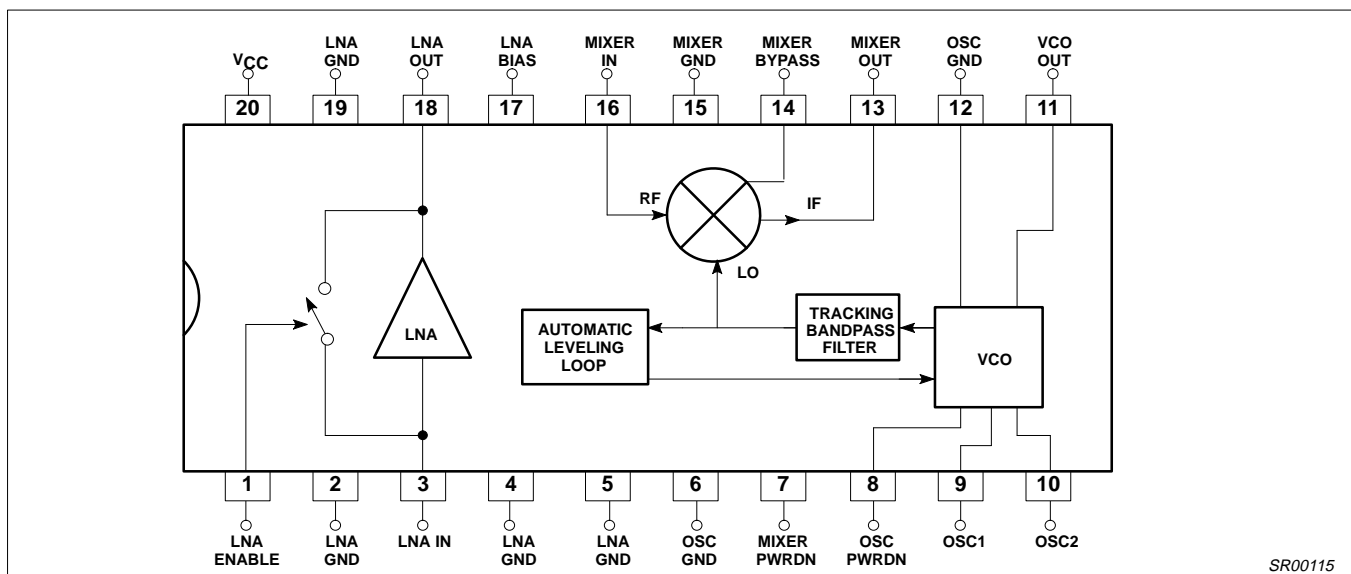 VCC
LNA
GND
LNA
OUT
LNA
BIAS
MIXER
IN
MIXER
GND
MIXER
BYPASS
MIXER
OUT
OSC
GND
VCO
OUT
20
19
18
17
16
15
14
13
12
11
RF
IF
LO
LNA
AUTOMATIC
LEVELING
LOOP
TRACKING
BANDPASS
FILTER
VCO
1
2
3
4
5
6
7
8
9
10
LNA
ENABLE
LNA
GND
LNA IN
LNA
GND
LNA
GND
OSC
GND
MIXER
PWRDN
OSC
PWRDN
OSC1
OSC2
SR00115